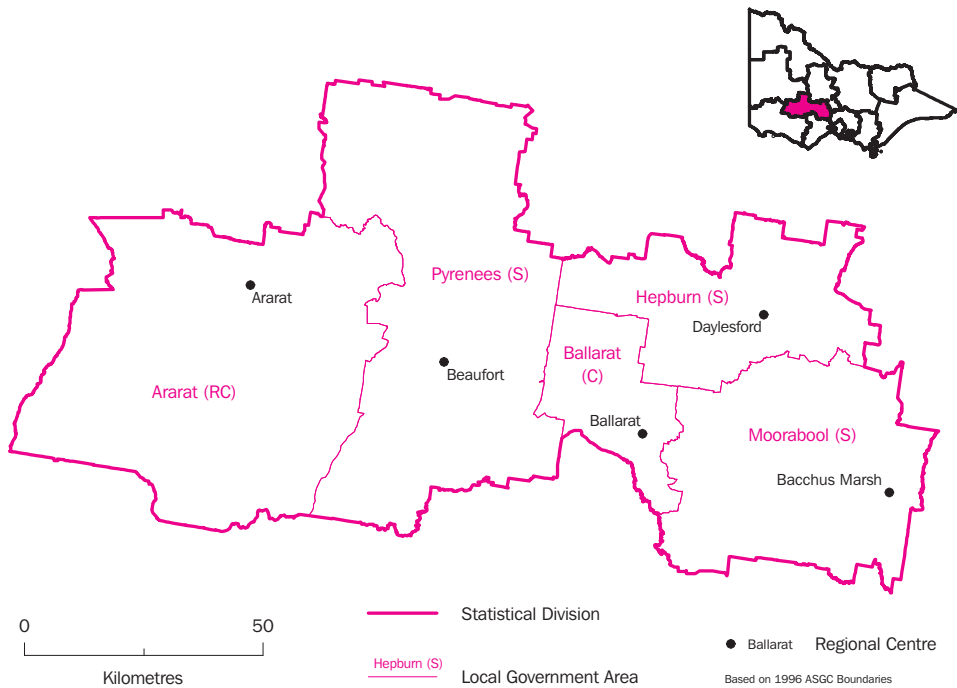 Pyrenees (S)
Ararat
Hepburn (S)
Daylesford
Ballarat
(C)
Beaufort
Ararat (RC)
Ballarat
Moorabool (S)
Bacchus Marsh
Statistical Division
0 50
Kilometres
Hepburn (S)
Local Government Area
Ballarat Regional Centre
Based on 1996 ASGC Boundaries